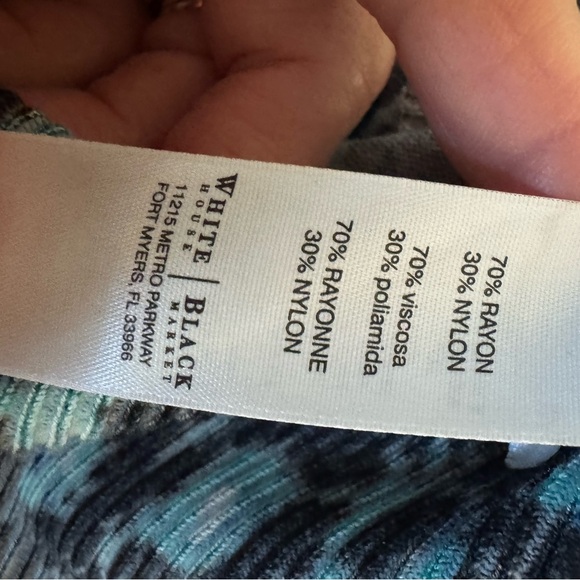 70% RAYON
30% NYLON
70% viscosa
30% poliamida
70% RAYONNE
30% NYLON
WHITE | BLACK
HOUSE MARKET
11215 METRO PARKWAY
FORT MYERS, FL 33966